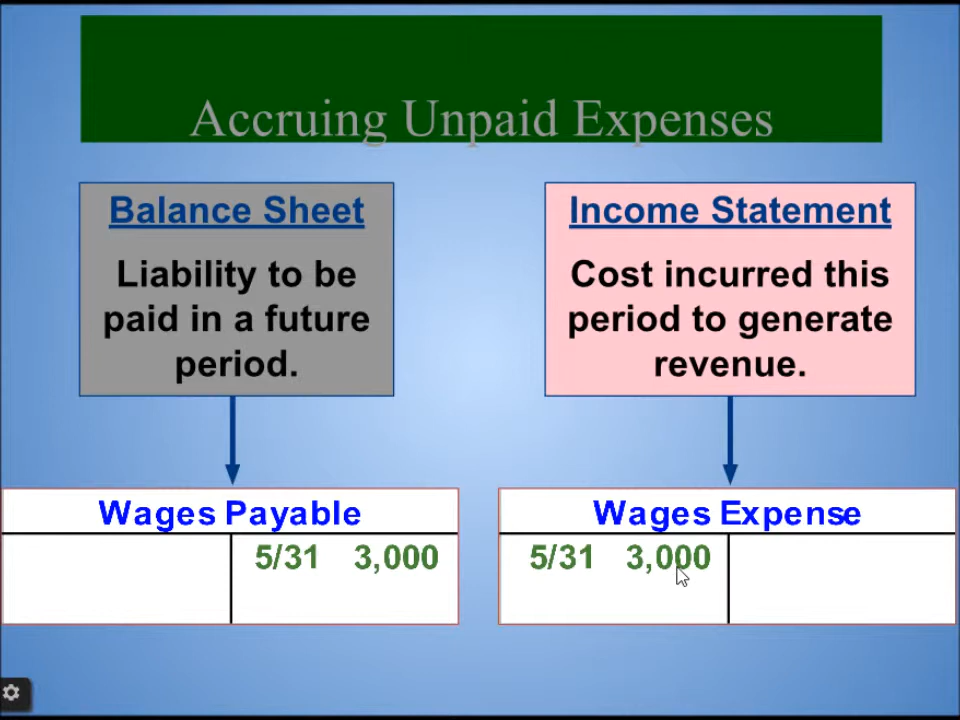 Accruing Unpaid Expenses
Balance Sheet
Liability to be
paid in a future
period.
Income Statement
Cost incurred this
period to generate
revenue.
Wages Payable
5/31 3,000
Wages Expense
5/31 3,000